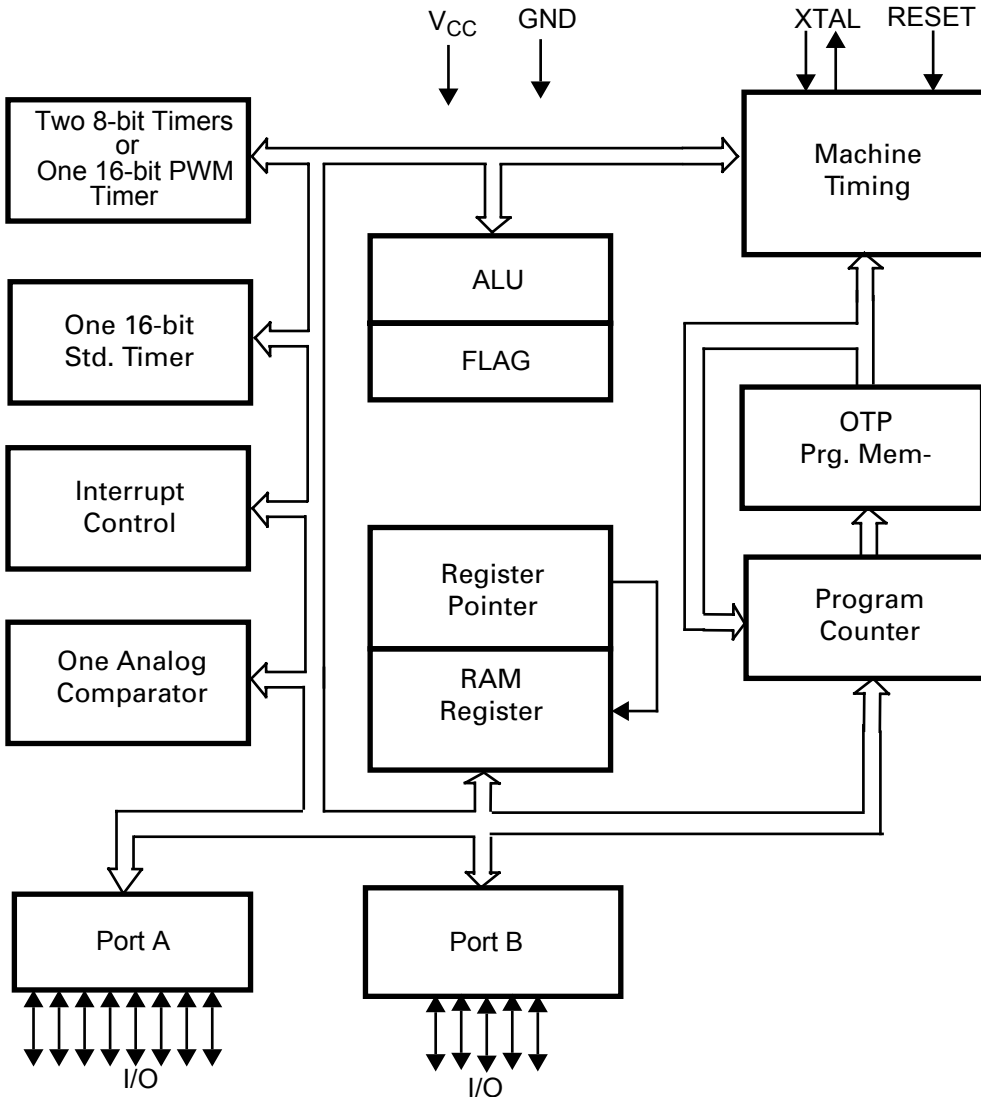 V_CC GND XTAL RESET
Two 8-bit Timers
or
One 16-bit PWM
Timer
Machine
Timing
ALU
FLAG
One 16-bit
Std. Timer
OTP
Prg. Mem-
Interrupt
Control
Register
Pointer
Program
Counter
One Analog
Comparator
RAM
Register
Port A
Port B
I/O
I/O